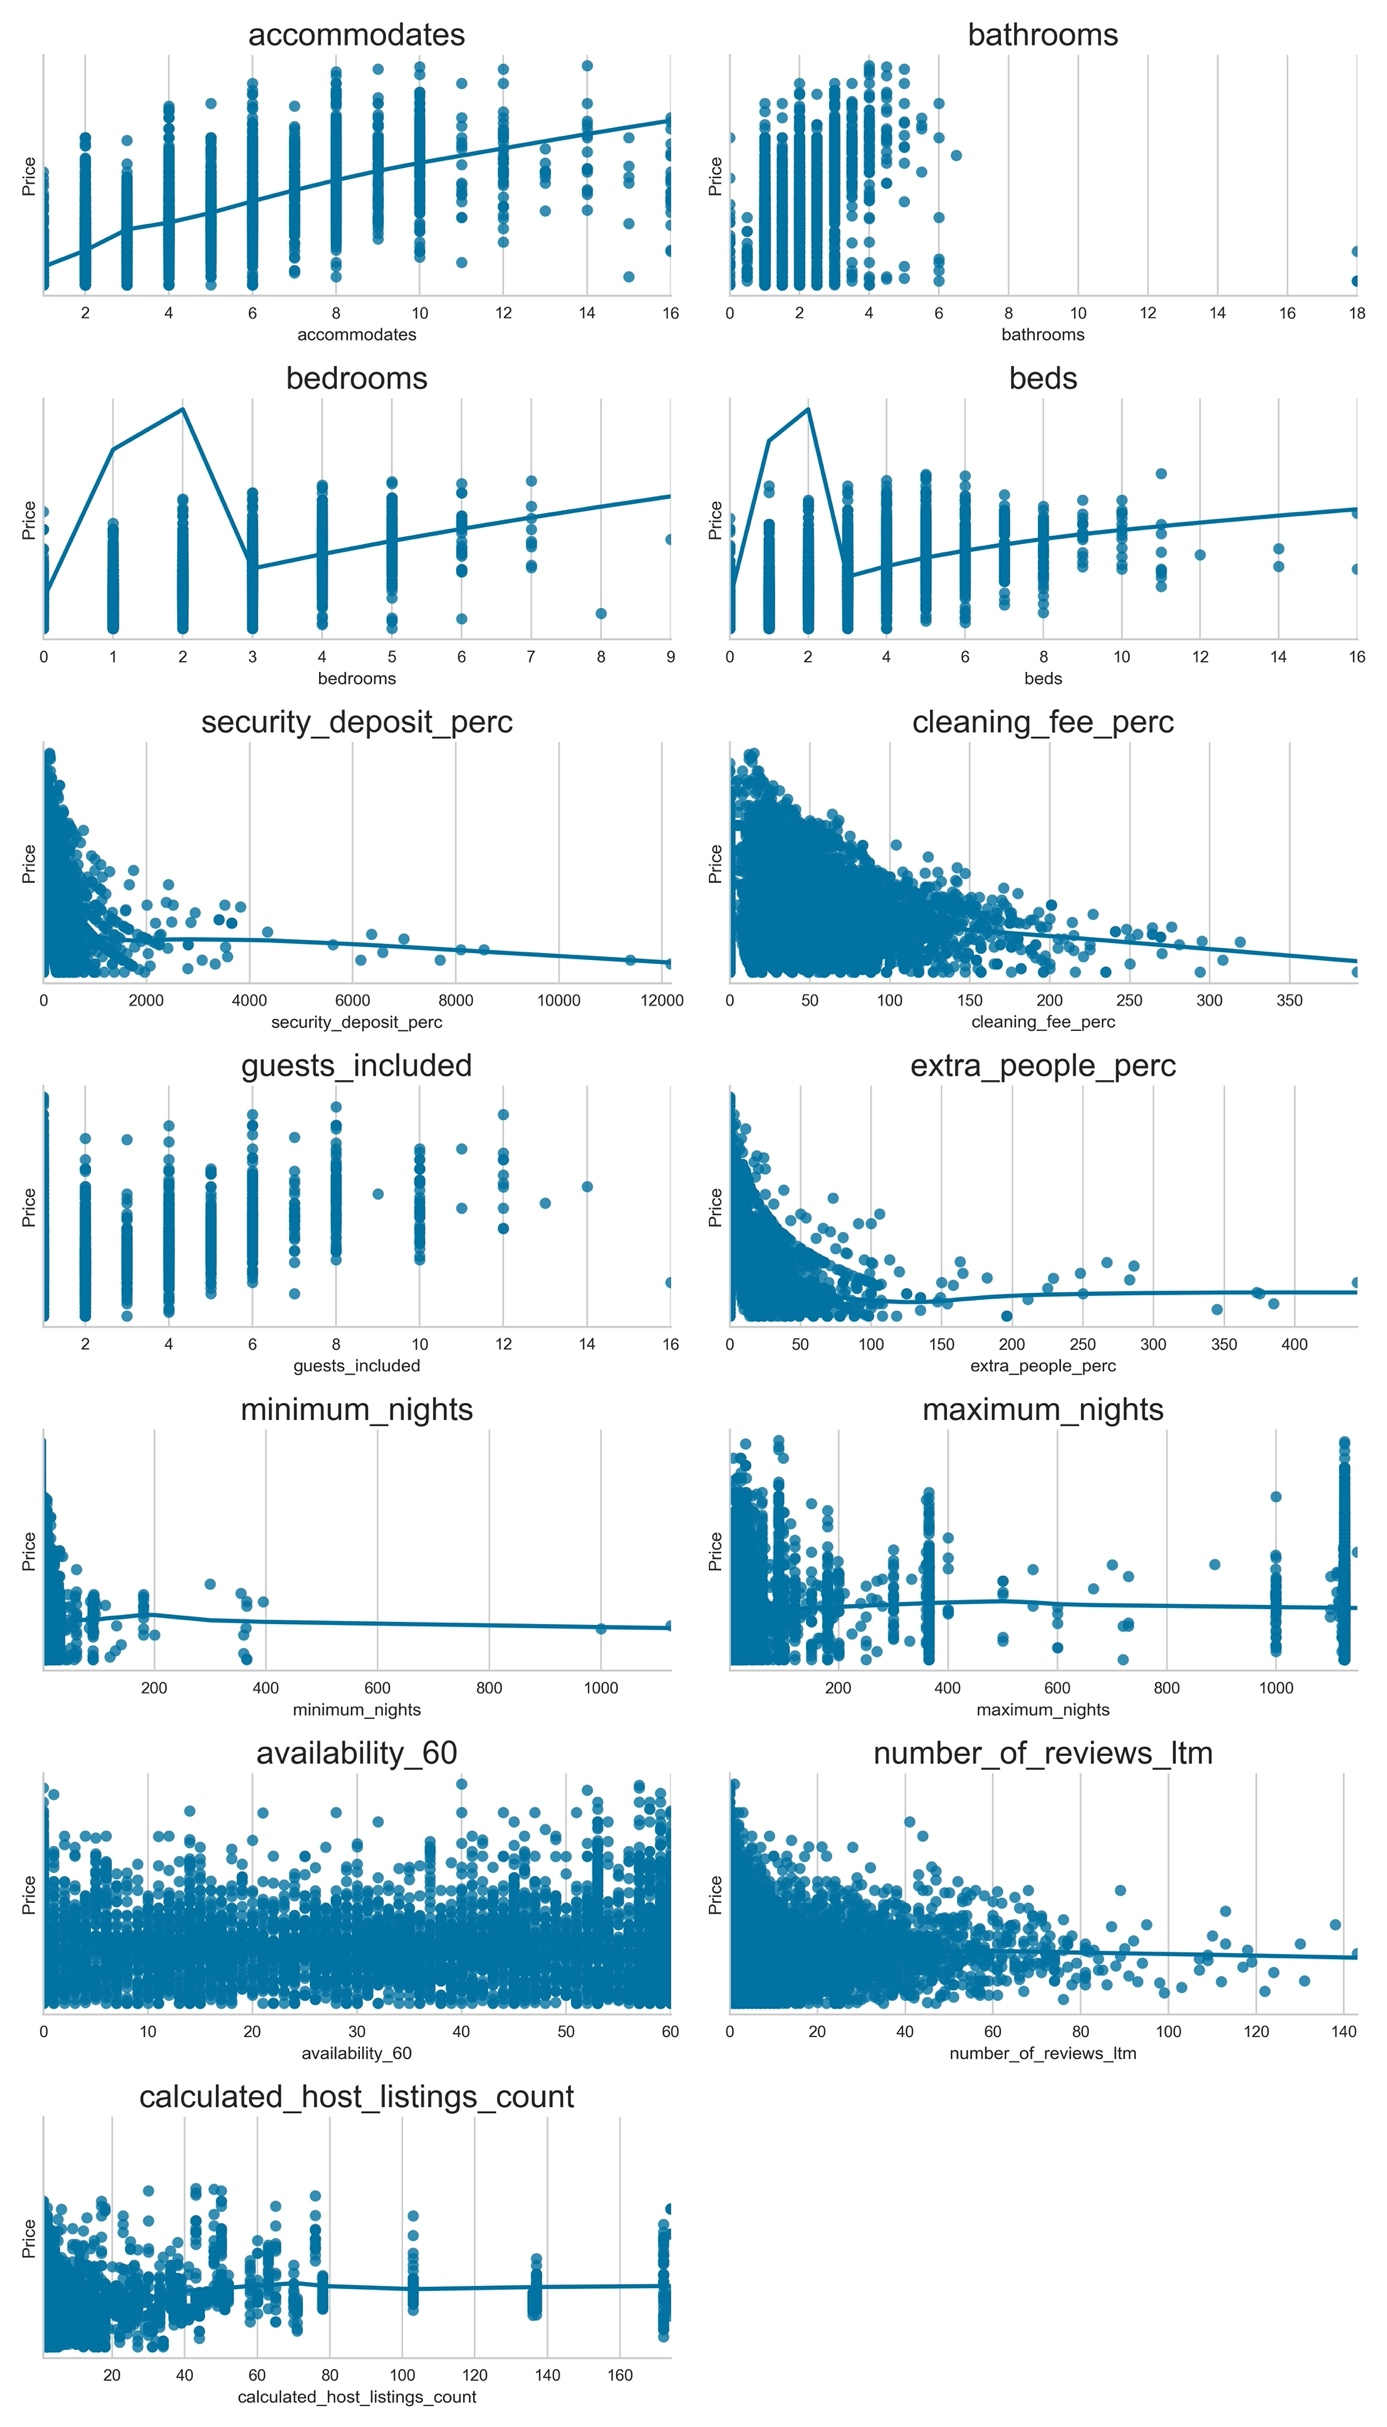 accommodates
bathrooms
Price
Price
2 4 6 8 10 12 14 16
0 2 4 6 8 10 12 14 16 18
accommodates
bathrooms
bedrooms
beds
Price
Price
0 1 2 3 4 5 6 7 8 9
0 2 4 6 8 10 12 14 16
bedrooms
beds
security_deposit_perc
cleaning_fee_perc
Price
Price
0 2000 4000 6000 8000 10000 12000
0 50 100 150 200 250 300 350
security_deposit_perc
cleaning_fee_perc
guests_included
extra_people_perc
Price
Price
2 4 6 8 10 12 14 16
0 50 100 150 200 250 300 350 400
guests_included
extra_people_perc
minimum_nights
maximum_nights
Price
Price
200 400 600 800 1000
200 400 600 800 1000
minimum_nights
maximum_nights
availability_60
number_of_reviews_ltm
Price
Price
0 10 20 30 40 50 60
0 20 40 60 80 100 120 140
availability_60
number_of_reviews_ltm
calculated_host_listings_count
Price
20 40 60 80 100 120 140 160
calculated_host_listings_count